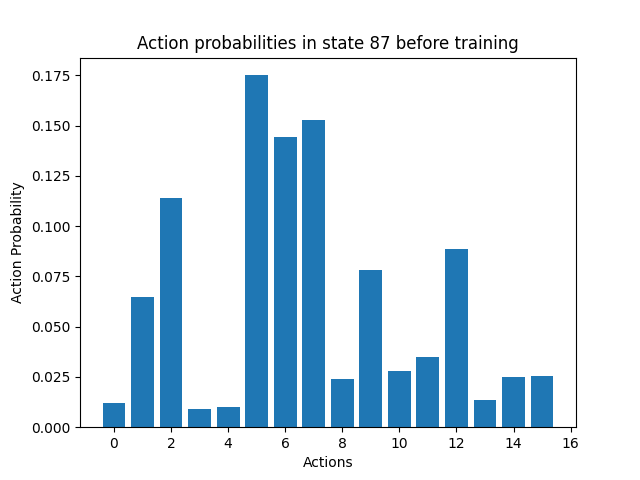 Action probabilities in state 87 before training
Action Probability
0.175
0.150
0.125
0.100
0.075
0.050
0.025
0.000
0 2 4 6 8 10 12 14 16
Actions